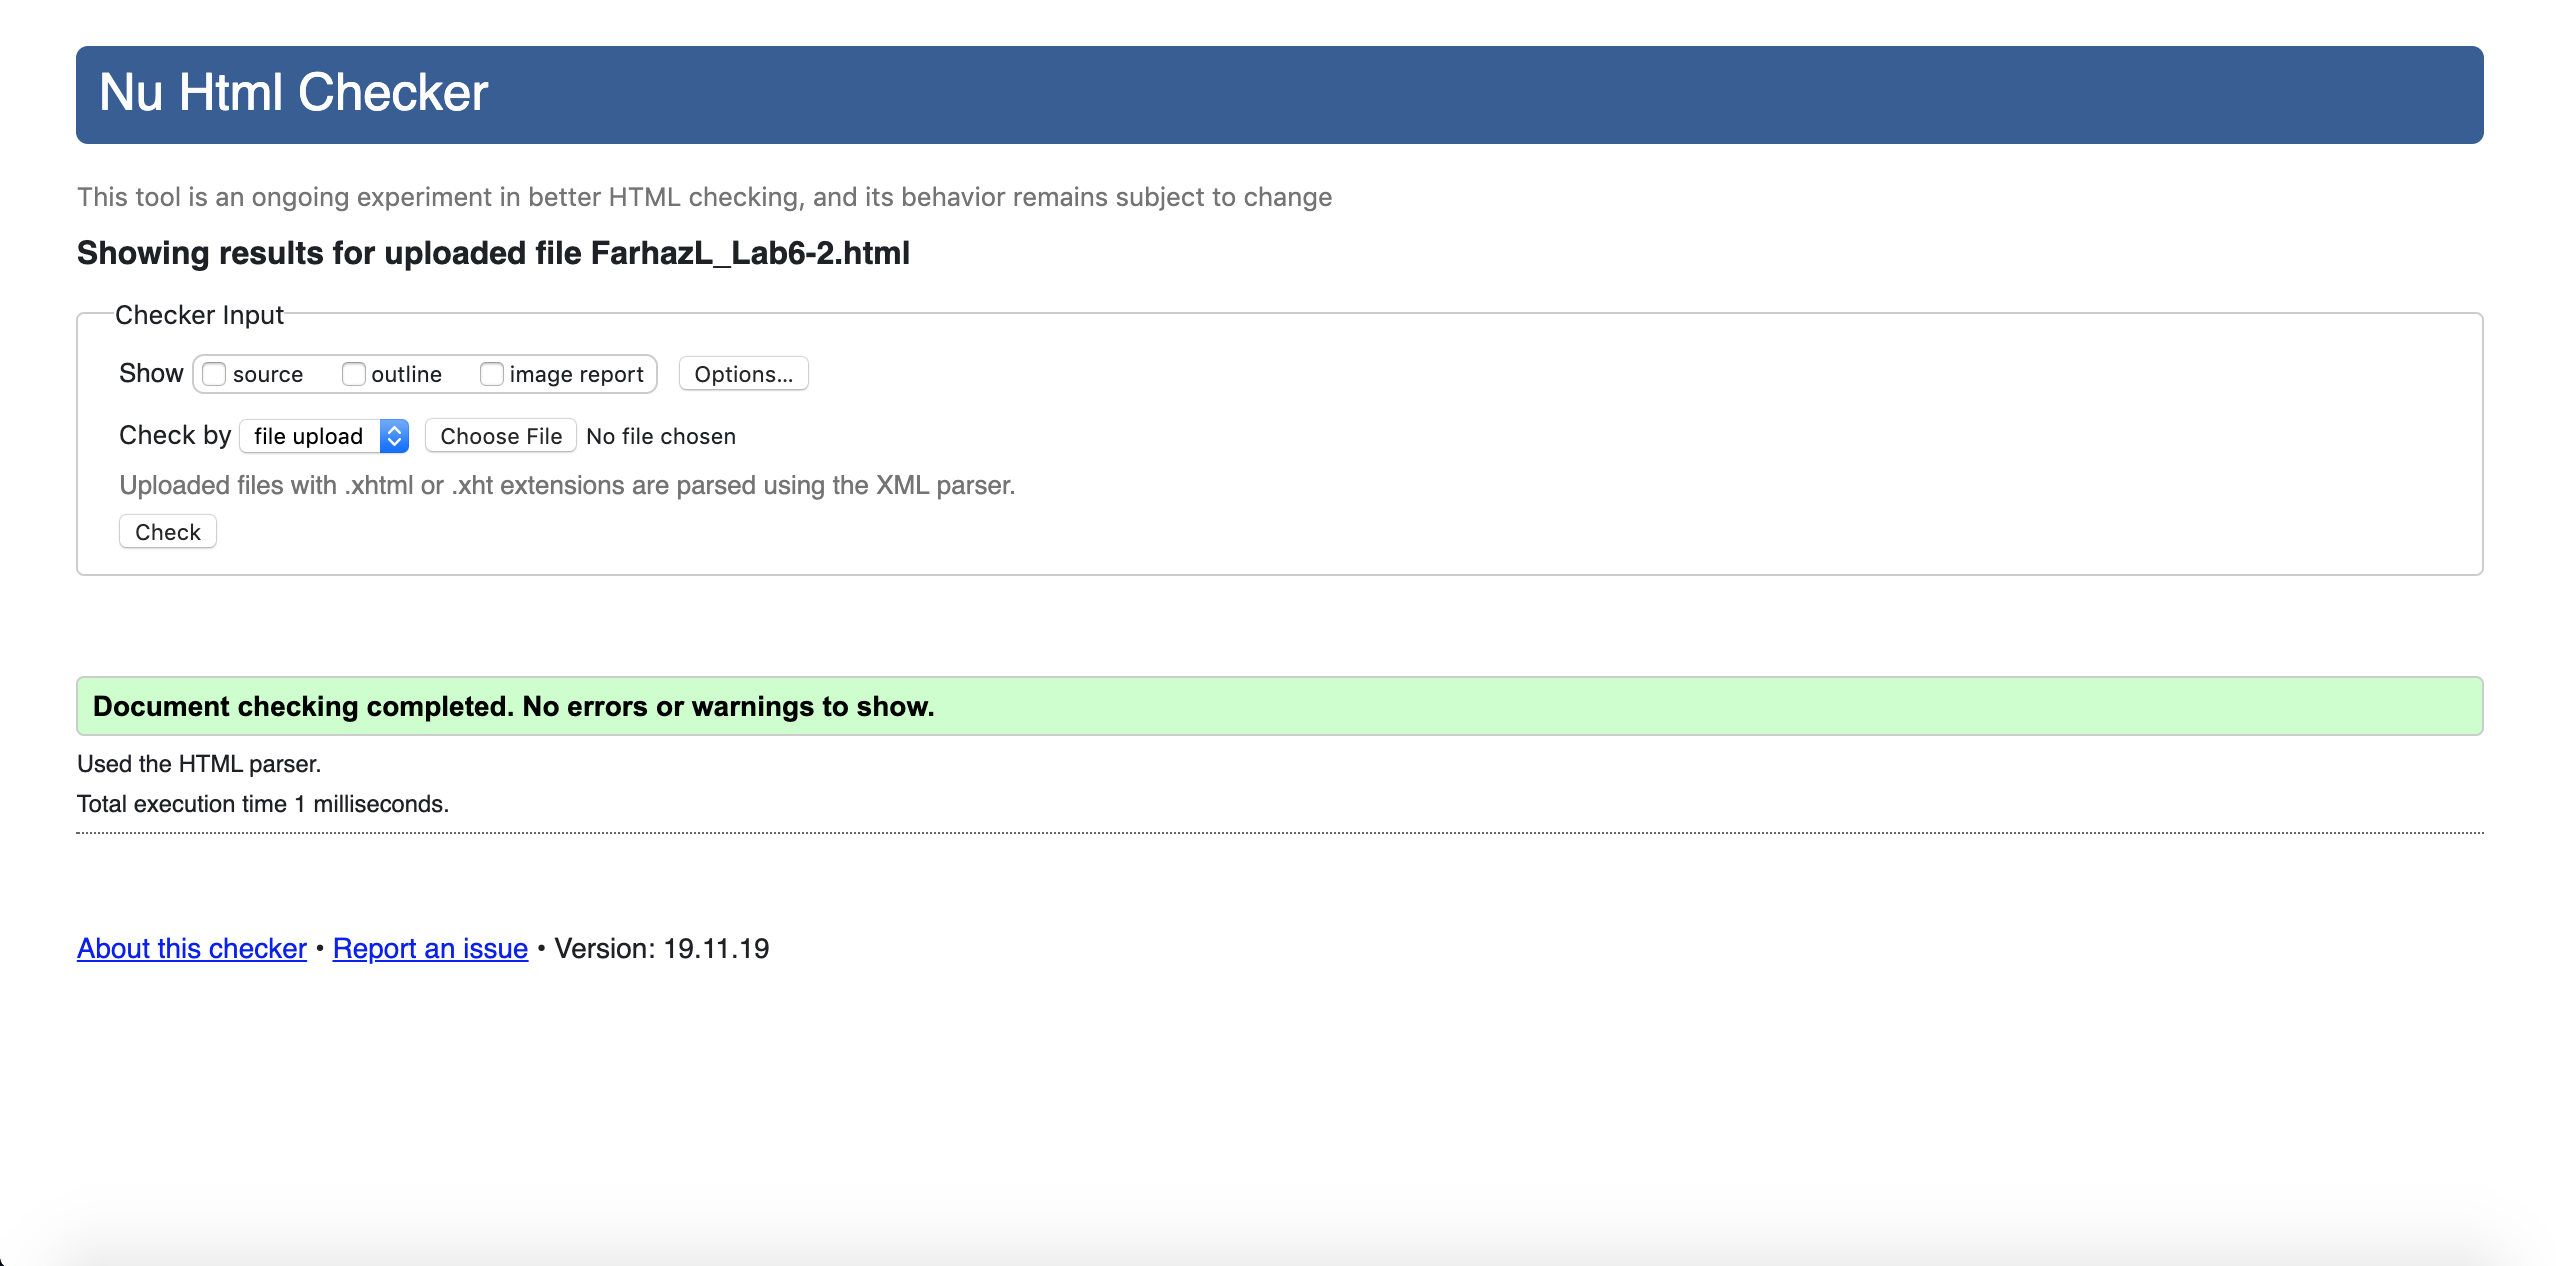 Nu Html Checker
This tool is an ongoing experiment in better HTML checking, and its behavior remains subject to change
Showing results for uploaded file FarhazL_Lab6-2.html
Checker Input
Show source outline image report Options...
Check by file upload Choose File No file chosen
Uploaded files with .xhtml or .xht extensions are parsed using the XML parser.
Check
Document checking completed. No errors or warnings to show.
Used the HTML parser.
Total execution time 1 milliseconds.
About this checker • Report an issue • Version: 19.11.19